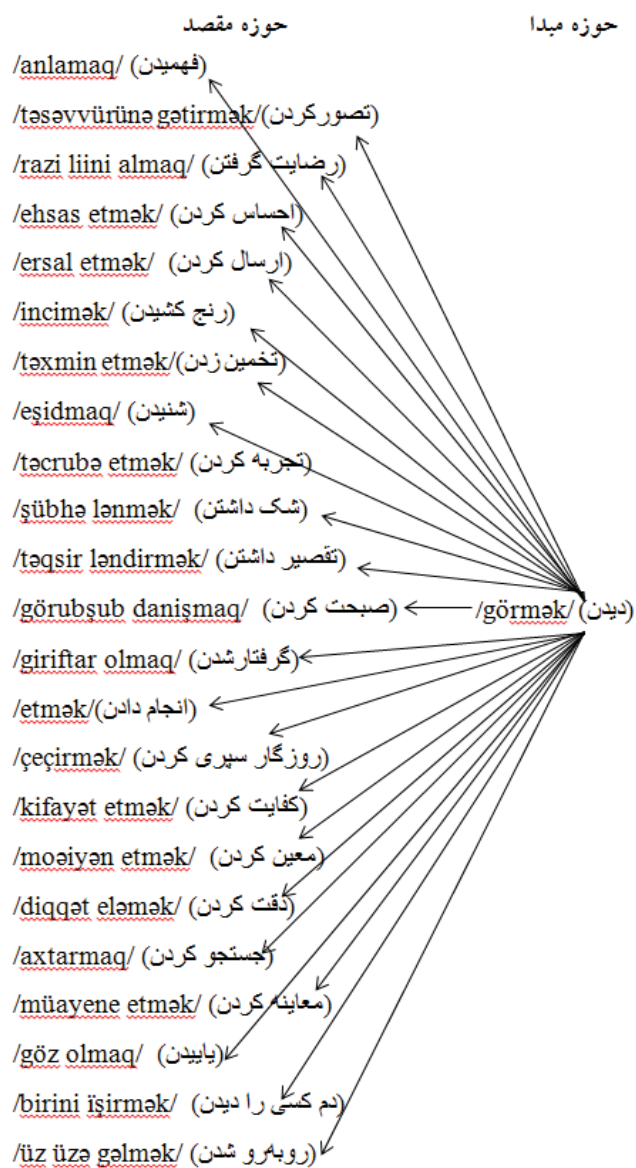 حوزه مبدا حوزه مقصد
/anlamaq/ (فهمیدن)
/təsəvvürünə gətirmək/(تصورکردن)
/razi liini almaq/ (رضایت گرفتن)
/ehsas etmək/ (احساس کردن)
/ersal etmək/ (ارسال کردن)
/incimək/ (رنج کشیدن)
/təxmin etmək/(تخمین زدن)
/eşidmaq/ (شنیدن)
/təcrubə etmək/ (تجربه کردن)
/şübhə lənmək/ (شک داشتن)
/təqsir ləndirmək/ (تقصیر داشتن)
/görubşub danişmaq/ (صبحت کردن) /görmək/ (دیدن)
/giriftar olmaq/ (گرفتارشدن)
/etmək/(انجام دادن)
/çeçirmək/ (روزگار سپری کردن)
/kifayət etmək/ (کفایت کردن)
/moəiyən etmək/ (معین کردن)
/diqqət eləmək/ (دقت کردن)
/axtarmaq/ (جستجو کردن)
/müayene etmək/ (معاینه کردن)
/göz olmaq/ (پاییدن)
/birini ïşirmək/ (دم کسی را دیدن)
/üz üzə gəlmək/ (روبه‌رو شدن)